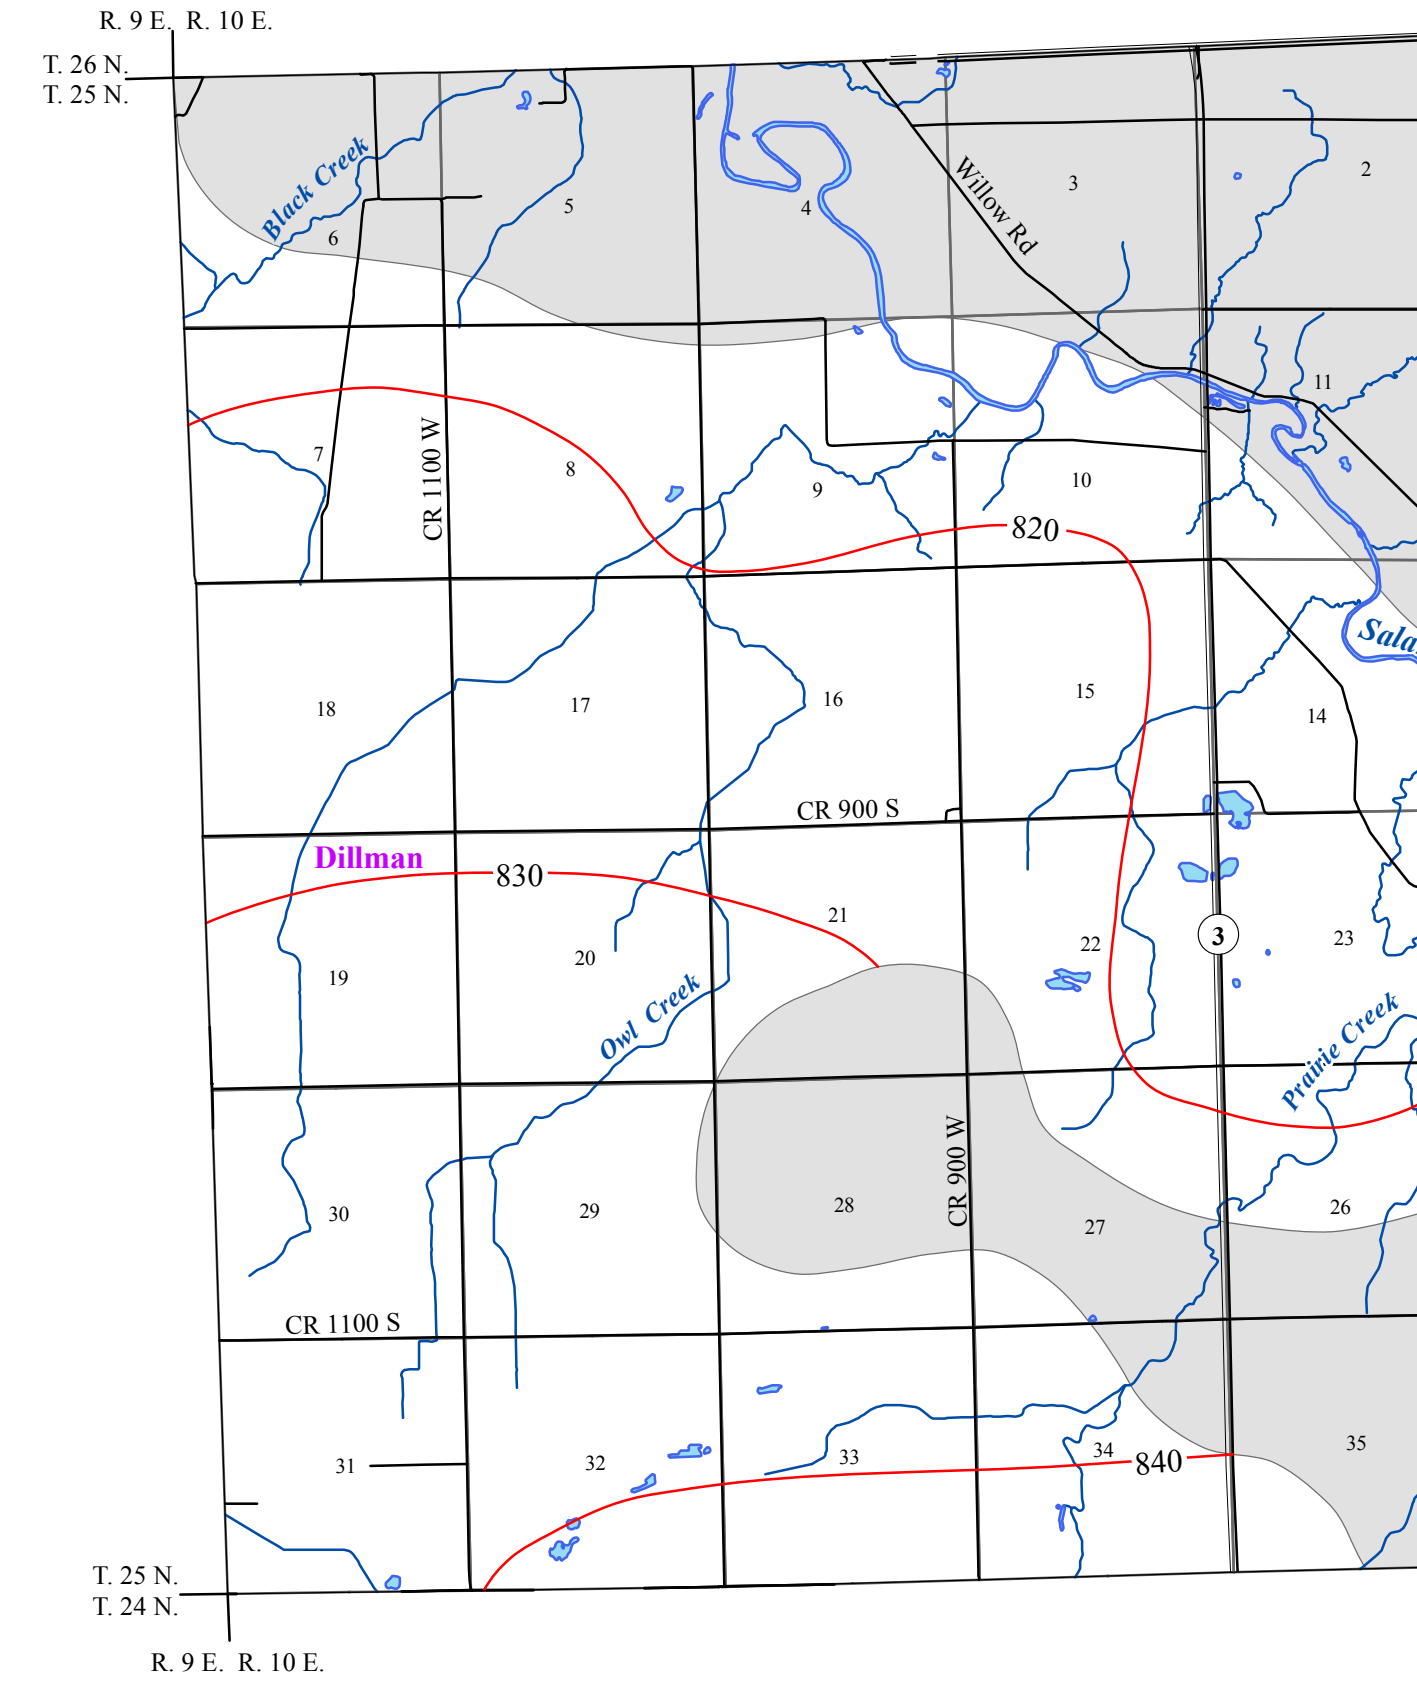 R. 9 E. R. 10 E.
T. 26 N.
T. 25 N.
Black Creek
Willow Rd
6
5
4
3
2
7
CR 1100 W
8
9
10
11
820
Sala
18
17
16
15
14
CR 900 S
Dillman
830
19
20
21
22
3
23
Owl Creek
Prairie Creek
30
29
28
CR 900 W
27
26
CR 1100 S
31
32
33
34
840
35
T. 25 N.
T. 24 N.
R. 9 E. R. 10 E.